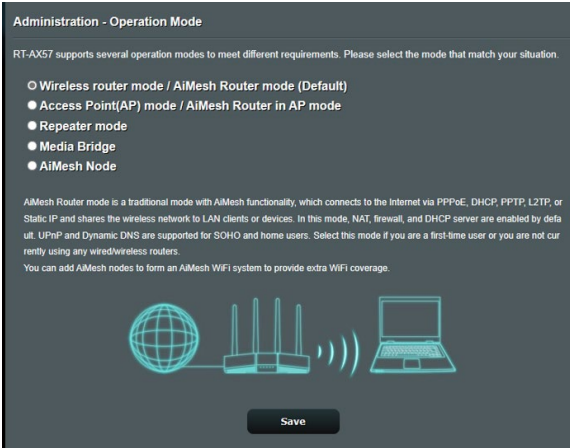 Administration - Operation Mode
RT-AX57 supports several operation modes to meet different requirements. Please select the mode that match your situation.
Wireless router mode / AiMesh Router mode (Default)
Access Point(AP) mode / AiMesh Router in AP mode
Repeater mode
Media Bridge
AiMesh Node
AiMesh Router mode is a traditional mode with AiMesh functionality, which connects to the Internet via PPPoE, DHCP, PPTP, L2TP, or
Static IP and shares the wireless network to LAN clients or devices. In this mode, NAT, firewall, and DHCP server are enabled by defa
ult. UPnP and Dynamic DNS are supported for SOHO and home users. Select this mode if you are a first-time user or you are not cur
rently using any wired/wireless routers.
You can add AiMesh nodes to form an AiMesh WiFi system to provide extra WiFi coverage.
Save